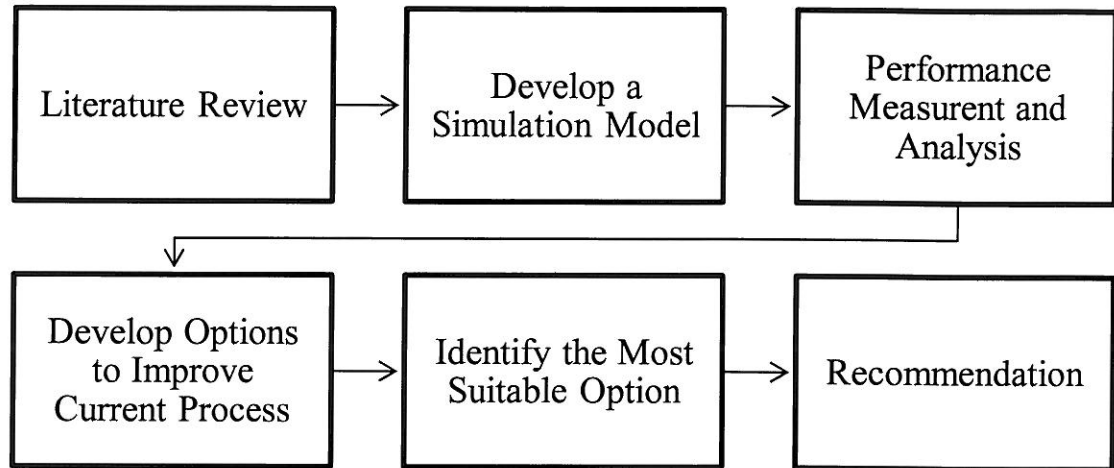 Literature Review
Develop a
Simulation Model
Performance
Measurent and
Analysis
Develop Options
to Improve
Current Process
Identify the Most
Suitable Option
Recommendation